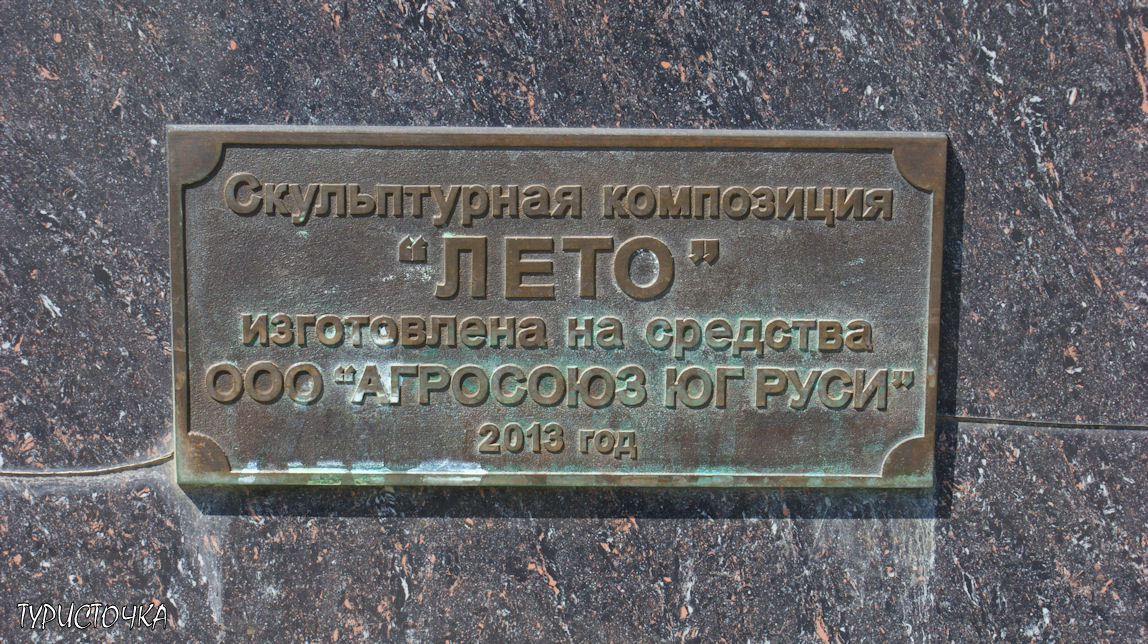 Скульптурная композиция
“ЛЕТО”
изготовлена на средства
ООО “АГРОСОЮЗ ЮГ РУСИ”
2013 год
ТУРИСТОЧКА